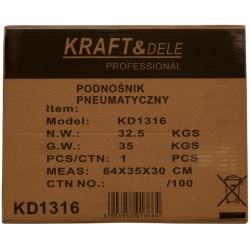 KRAFT&DELE
PROFESSIONAL
PODNOŚNIK
PNEUMATYCZNY
Item:
Model: KD1316
N.W.: 32.5 KGS
G.W.: 35 KGS
PCS/CTN: 1 PCS
MEAS: 64X35X30 CM
CTN NO.: /100
KD1316